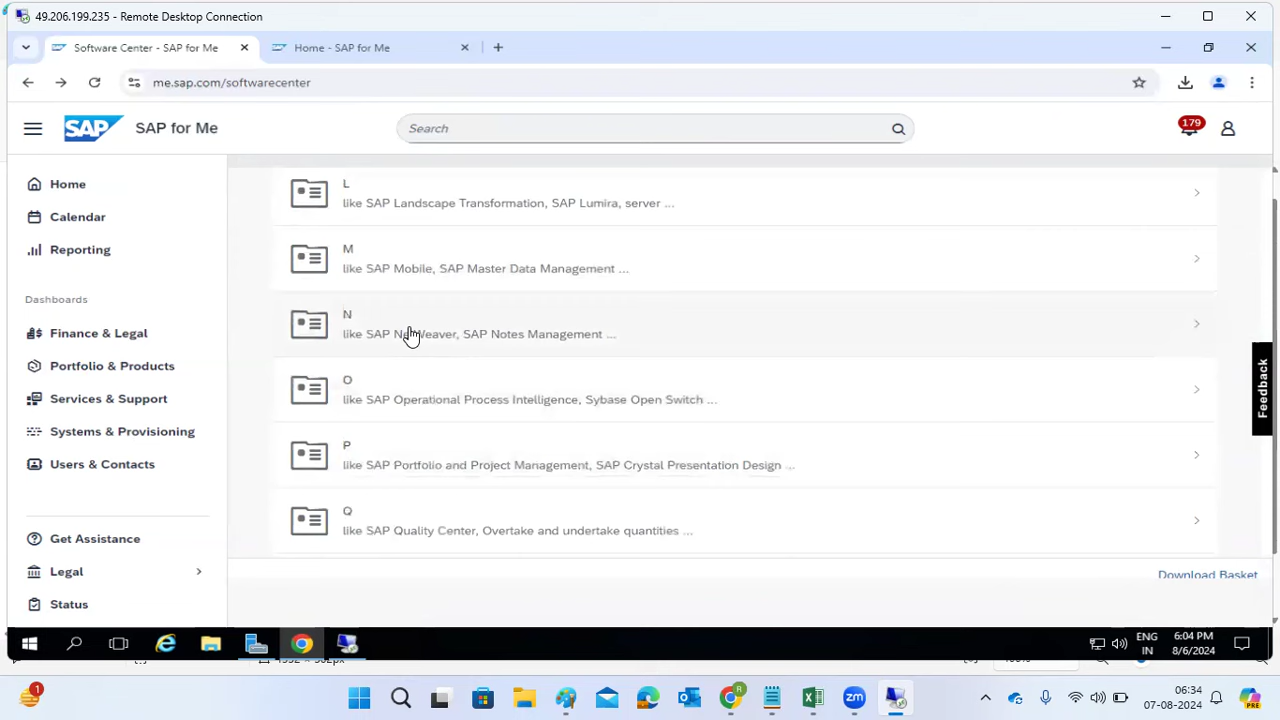 49.206.199.235 - Remote Desktop Connection
Software Center - SAP for Me
Home - SAP for Me
me.sap.com/softwarecenter
SAP
SAP for Me
Search
179
Home
Calendar
Reporting
Dashboards
Finance & Legal
Portfolio & Products
Services & Support
Systems & Provisioning
Users & Contacts
Get Assistance
Legal
Status
L
like SAP Landscape Transformation, SAP Lumira, server ...
M
like SAP Mobile, SAP Master Data Management ...
N
like SAP NetWeaver, SAP Notes Management ...
O
like SAP Operational Process Intelligence, Sybase Open Switch ...
P
like SAP Portfolio and Project Management, SAP Crystal Presentation Design ...
Q
like SAP Quality Center, Overtake and undertake quantities ...
Download Basket
Feedback
ENG
IN
6:04 PM
8/6/2024
1
06:34
07-08-2024